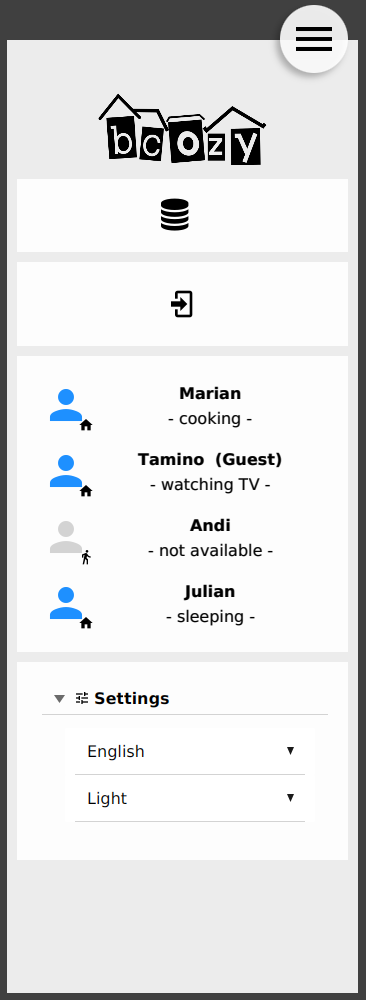 bcozy
Marian
- cooking -
Tamino (Guest)
- watching TV -
Andi
- not available -
Julian
- sleeping -
Settings
English
Light